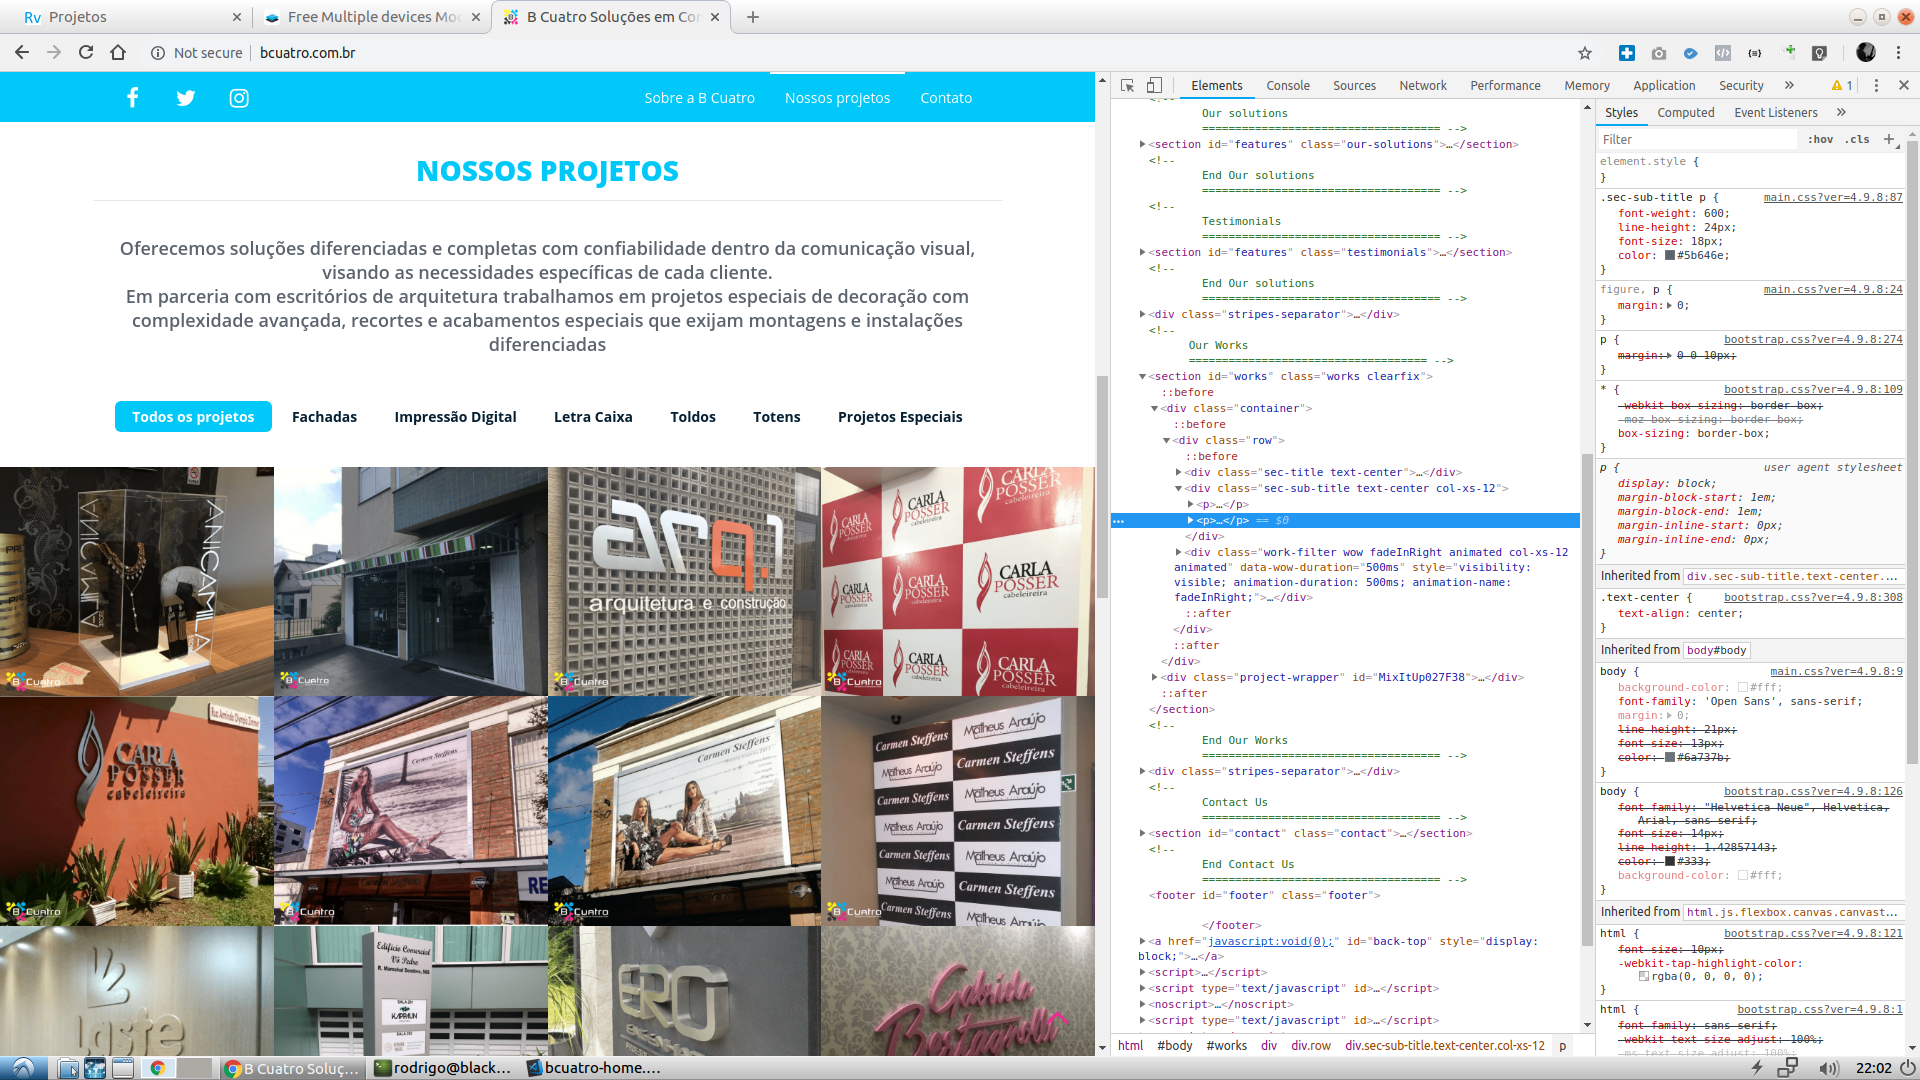 Projetos
Free Multiple devices Moc
B Cuatro Soluções em Con
Not secure
bcuatro.com.br
Sobre a B Cuatro
Nossos projetos
Contato
NOSSOS PROJETOS
Oferecemos soluções diferenciadas e completas com confiabilidade dentro da comunicação visual,
visando as necessidades específicas de cada cliente.
Em parceria com escritórios de arquitetura trabalhamos em projetos especiais de decoração com
complexidade avançada, recortes e acabamentos especiais que exijam montagens e instalações
diferenciadas
Todos os projetos
Fachadas
Impressão Digital
Letra Caixa
Toldos
Totens
Projetos Especiais
ANICAMILA
arq.1
arquitetura e construção
CARLA POSSER
cabeleireira
B Cuatro
CARLA
POSSER
cabeleireira
Carmen Steffens
Matheus Araújo
Edifício Comercial
Vô Pedro
R. Marechal Deodoro, 560
KAPRIUN
ERO
laste
Gabriela
Elements
Console
Sources
Network
Performance
Memory
Application
Security
1
<!--
Our solutions
==================================== -->
<section id="features" class="our-solutions">…</section>
<!--
End Our solutions
==================================== -->
<!--
Testimonials
==================================== -->
<section id="features" class="testimonials">…</section>
<!--
End Our solutions
==================================== -->
<div class="stripes-separator">…</div>
<!--
Our Works
==================================== -->
<section id="works" class="works clearfix">
::before
<div class="container">
::before
<div class="row">
::before
<div class="sec-title text-center">…</div>
<div class="sec-sub-title text-center col-xs-12">
<p>…</p>
<p>…</p> == $0
</div>
<div class="work-filter wow fadeInRight animated col-xs-12
animated" data-wow-duration="500ms" style="visibility:
visible; animation-duration: 500ms; animation-name:
fadeInRight;">…</div>
::after
</div>
::after
</div>
<div class="project-wrapper" id="MixItUp027F38">…</div>
::after
</section>
<!--
End Our Works
==================================== -->
<div class="stripes-separator">…</div>
<!--
Contact Us
==================================== -->
<section id="contact" class="contact">…</section>
<!--
End Contact Us
==================================== -->
<footer id="footer" class="footer">
</footer>
<a href="javascript:void(0);" id="back-top" style="display:
block;">…</a>
<script>…</script>
<script type="text/javascript" id>…</script>
<noscript>…</noscript>
<script type="text/javascript" id>…</script>
html
#body
#works
div
div.row
div.sec-sub-title.text-center.col-xs-12
p
Styles
Computed
Event Listeners
Filter
:hov
.cls
element.style {
}
.sec-sub-title p {
main.css?ver=4.9.8:87
font-weight: 600;
line-height: 24px;
font-size: 18px;
color: #5b646e;
}
figure, p {
main.css?ver=4.9.8:24
margin: 0;
}
p {
bootstrap.css?ver=4.9.8:274
margin: 0 0 10px;
}
* {
bootstrap.css?ver=4.9.8:109
-webkit-box-sizing: border-box;
-moz-box-sizing: border-box;
box-sizing: border-box;
}
p {
user agent stylesheet
display: block;
margin-block-start: 1em;
margin-block-end: 1em;
margin-inline-start: 0px;
margin-inline-end: 0px;
}
Inherited from div.sec-sub-title.text-center.…
.text-center {
bootstrap.css?ver=4.9.8:308
text-align: center;
}
Inherited from body#body
body {
main.css?ver=4.9.8:9
background-color: #fff;
font-family: 'Open Sans', sans-serif;
margin: 0;
line-height: 21px;
font-size: 13px;
color: #6a737b;
}
body {
bootstrap.css?ver=4.9.8:126
font-family: "Helvetica Neue", Helvetica,
Arial, sans-serif;
font-size: 14px;
line-height: 1.42857143;
color: #333;
background-color: #fff;
}
Inherited from html.js.flexbox.canvas.canvast…
html {
bootstrap.css?ver=4.9.8:121
font-size: 10px;
-webkit-tap-highlight-color:
rgba(0, 0, 0, 0);
}
html {
bootstrap.css?ver=4.9.8:1
font-family: sans-serif;
-webkit-text-size-adjust: 100%;
-ms-text-size-adjust: 100%;
B Cuatro Soluç...
rodrigo@black...
bcuatro-home....
22:02